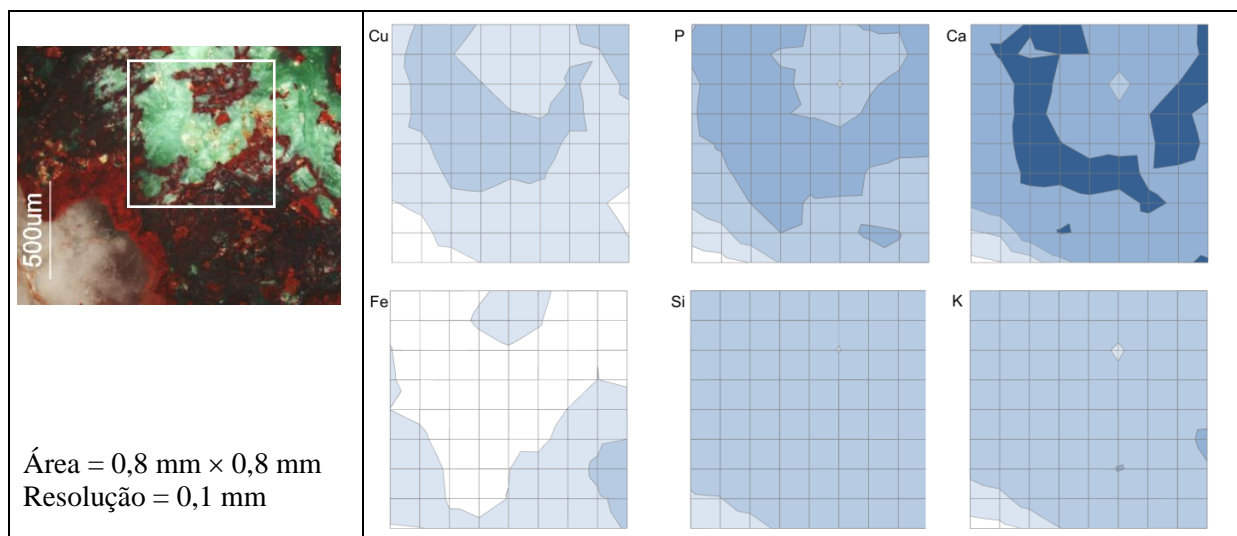 500um
Área = 0,8 mm × 0,8 mm
Resolução = 0,1 mm
Cu
P
Ca
Fe
Si
K